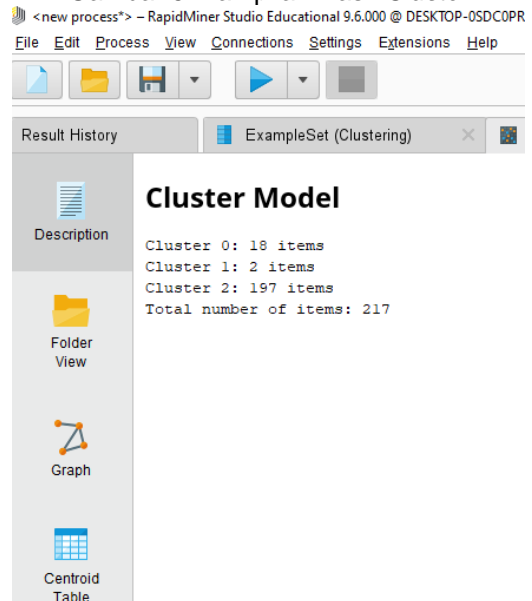 <new process*> – RapidMiner Studio Educational 9.6.000 @ DESKTOP-0SDC0PR
File Edit Process View Connections Settings Extensions Help
Result History
ExampleSet (Clustering)
Description
Cluster Model
Cluster 0: 18 items
Cluster 1: 2 items
Cluster 2: 197 items
Total number of items: 217
Folder
View
Graph
Centroid
Table